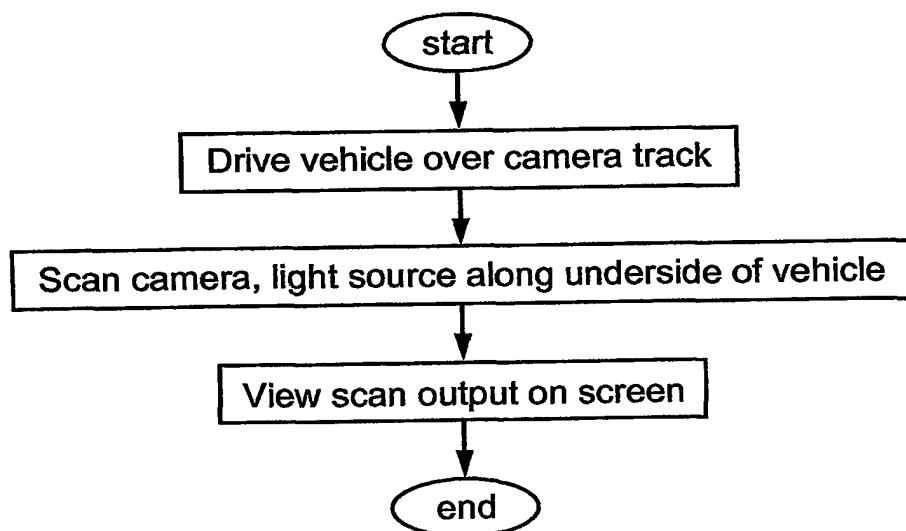 start
Drive vehicle over camera track
Scan camera, light source along underside of vehicle
View scan output on screen
end